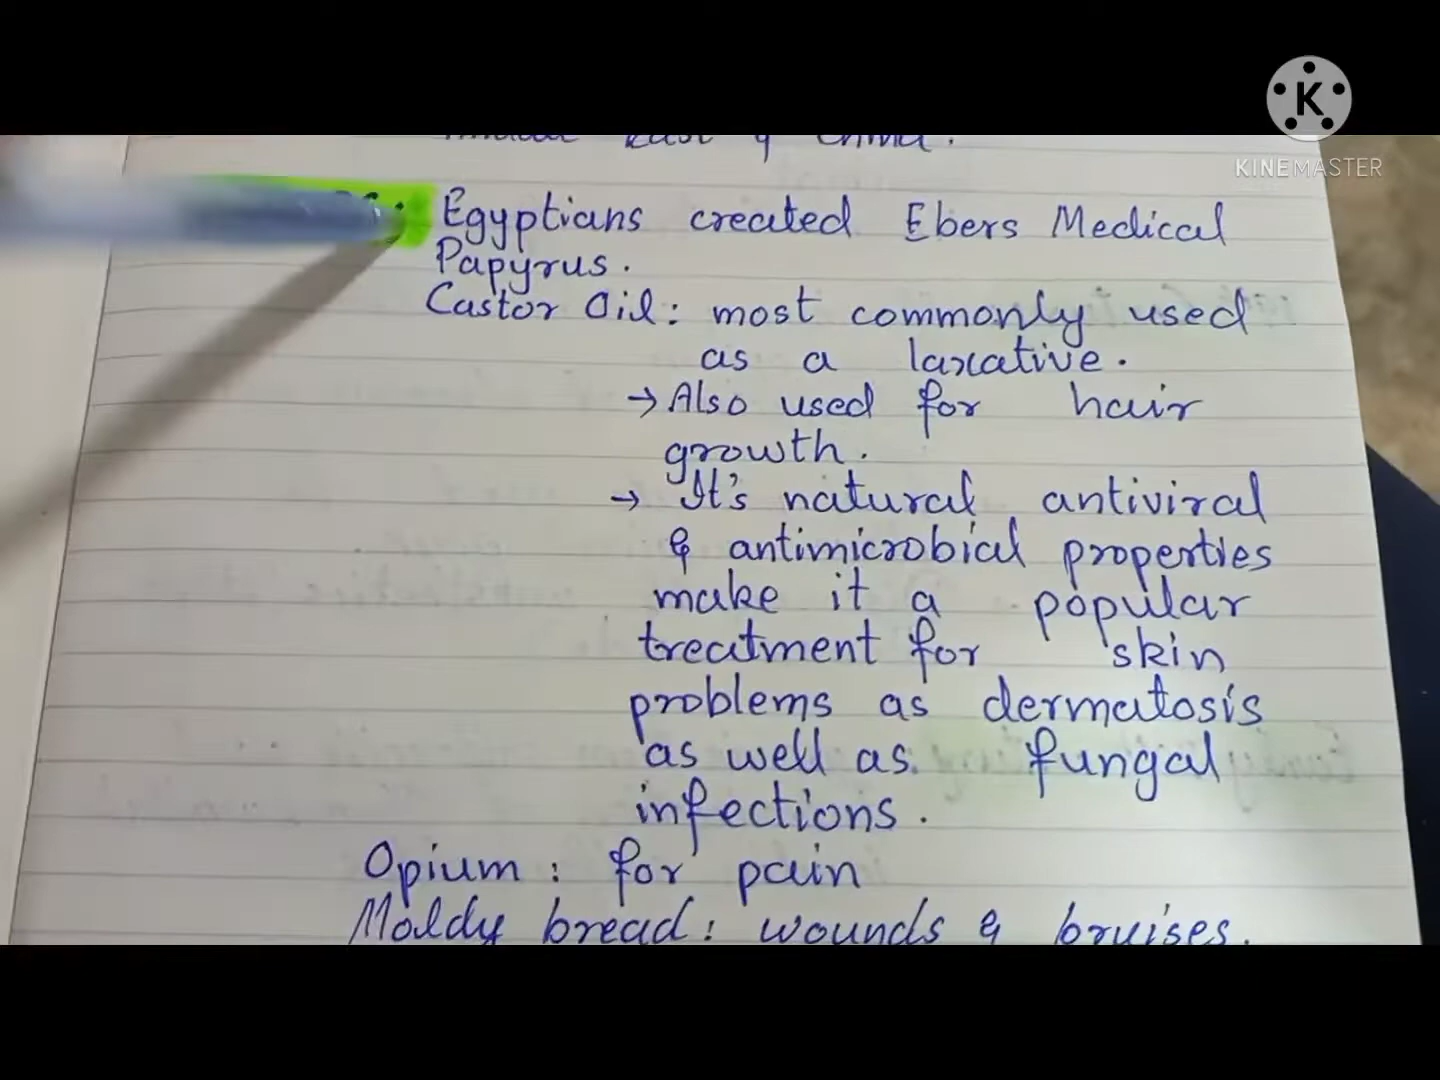 KINEMASTER
East & China.
Egyptians created Ebers Medical
Papyrus.
Castor Oil: most commonly used
as a laxative.
→ Also used for hair
growth.
→ It's natural antiviral
& antimicrobial properties
make it a popular
treatment for skin
problems as dermatosis
as well as. fungal
infections.
Opium: for pain
Moldy bread: wounds & bruises.